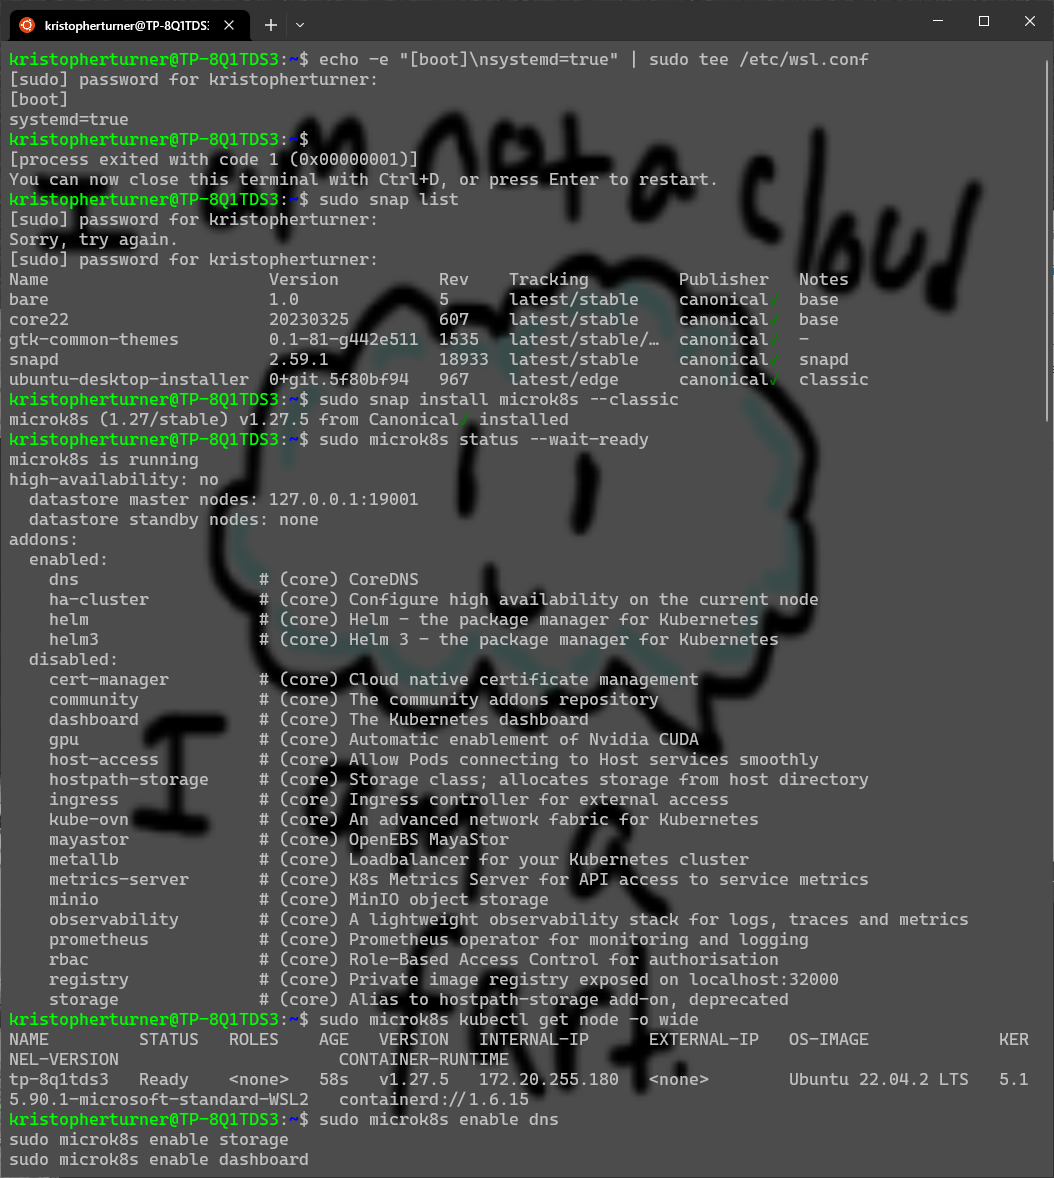 kristopherturner@TP-8Q1TDS3:
kristopherturner@TP-8Q1TDS3:~$ echo -e "[boot]\nsystemd=true" | sudo tee /etc/wsl.conf
[sudo] password for kristopherturner:
[boot]
systemd=true
kristopherturner@TP-8Q1TDS3:~$
[process exited with code 1 (0x00000001)]
You can now close this terminal with Ctrl+D, or press Enter to restart.
kristopherturner@TP-8Q1TDS3:~$ sudo snap list
[sudo] password for kristopherturner:
Sorry, try again.
[sudo] password for kristopherturner:
Name Version Rev Tracking Publisher Notes
bare 1.0 5 latest/stable canonical✓ base
core22 20230325 607 latest/stable canonical✓ base
gtk-common-themes 0.1-81-g442e511 1535 latest/stable/… canonical✓ -
snapd 2.59.1 18933 latest/stable canonical✓ snapd
ubuntu-desktop-installer 0+git.5f80bf94 967 latest/edge canonical✓ classic
kristopherturner@TP-8Q1TDS3:~$ sudo snap install microk8s --classic
microk8s (1.27/stable) v1.27.5 from Canonical✓ installed
kristopherturner@TP-8Q1TDS3:~$ sudo microk8s status --wait-ready
microk8s is running
high-availability: no
  datastore master nodes: 127.0.0.1:19001
  datastore standby nodes: none
addons:
  enabled:
    dns # (core) CoreDNS
    ha-cluster # (core) Configure high availability on the current node
    helm # (core) Helm - the package manager for Kubernetes
    helm3 # (core) Helm 3 - the package manager for Kubernetes
  disabled:
    cert-manager # (core) Cloud native certificate management
    community # (core) The community addons repository
    dashboard # (core) The Kubernetes dashboard
    gpu # (core) Automatic enablement of Nvidia CUDA
    host-access # (core) Allow Pods connecting to Host services smoothly
    hostpath-storage # (core) Storage class; allocates storage from host directory
    ingress # (core) Ingress controller for external access
    kube-ovn # (core) An advanced network fabric for Kubernetes
    mayastor # (core) OpenEBS MayaStor
    metallb # (core) Loadbalancer for your Kubernetes cluster
    metrics-server # (core) K8s Metrics Server for API access to service metrics
    minio # (core) MinIO object storage
    observability # (core) A lightweight observability stack for logs, traces and metrics
    prometheus # (core) Prometheus operator for monitoring and logging
    rbac # (core) Role-Based Access Control for authorisation
    registry # (core) Private image registry exposed on localhost:32000
    storage # (core) Alias to hostpath-storage add-on, deprecated
kristopherturner@TP-8Q1TDS3:~$ sudo microk8s kubectl get node -o wide
NAME STATUS ROLES AGE VERSION INTERNAL-IP EXTERNAL-IP OS-IMAGE KER
NEL-VERSION CONTAINER-RUNTIME
tp-8q1tds3 Ready <none> 58s v1.27.5 172.20.255.180 <none> Ubuntu 22.04.2 LTS 5.1
5.90.1-microsoft-standard-WSL2 containerd://1.6.15
kristopherturner@TP-8Q1TDS3:~$ sudo microk8s enable dns
sudo microk8s enable storage
sudo microk8s enable dashboard
I am not a cloud
I am a fart.